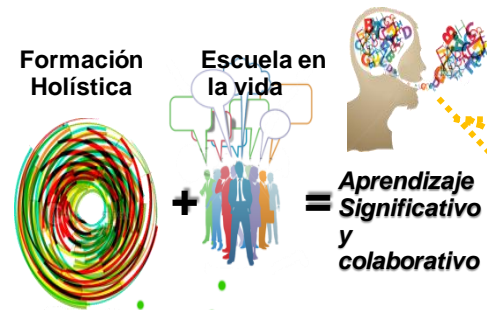 Formación
Holística
Escuela en
la vida
+
=
Aprendizaje
Significativo
y
colaborativo